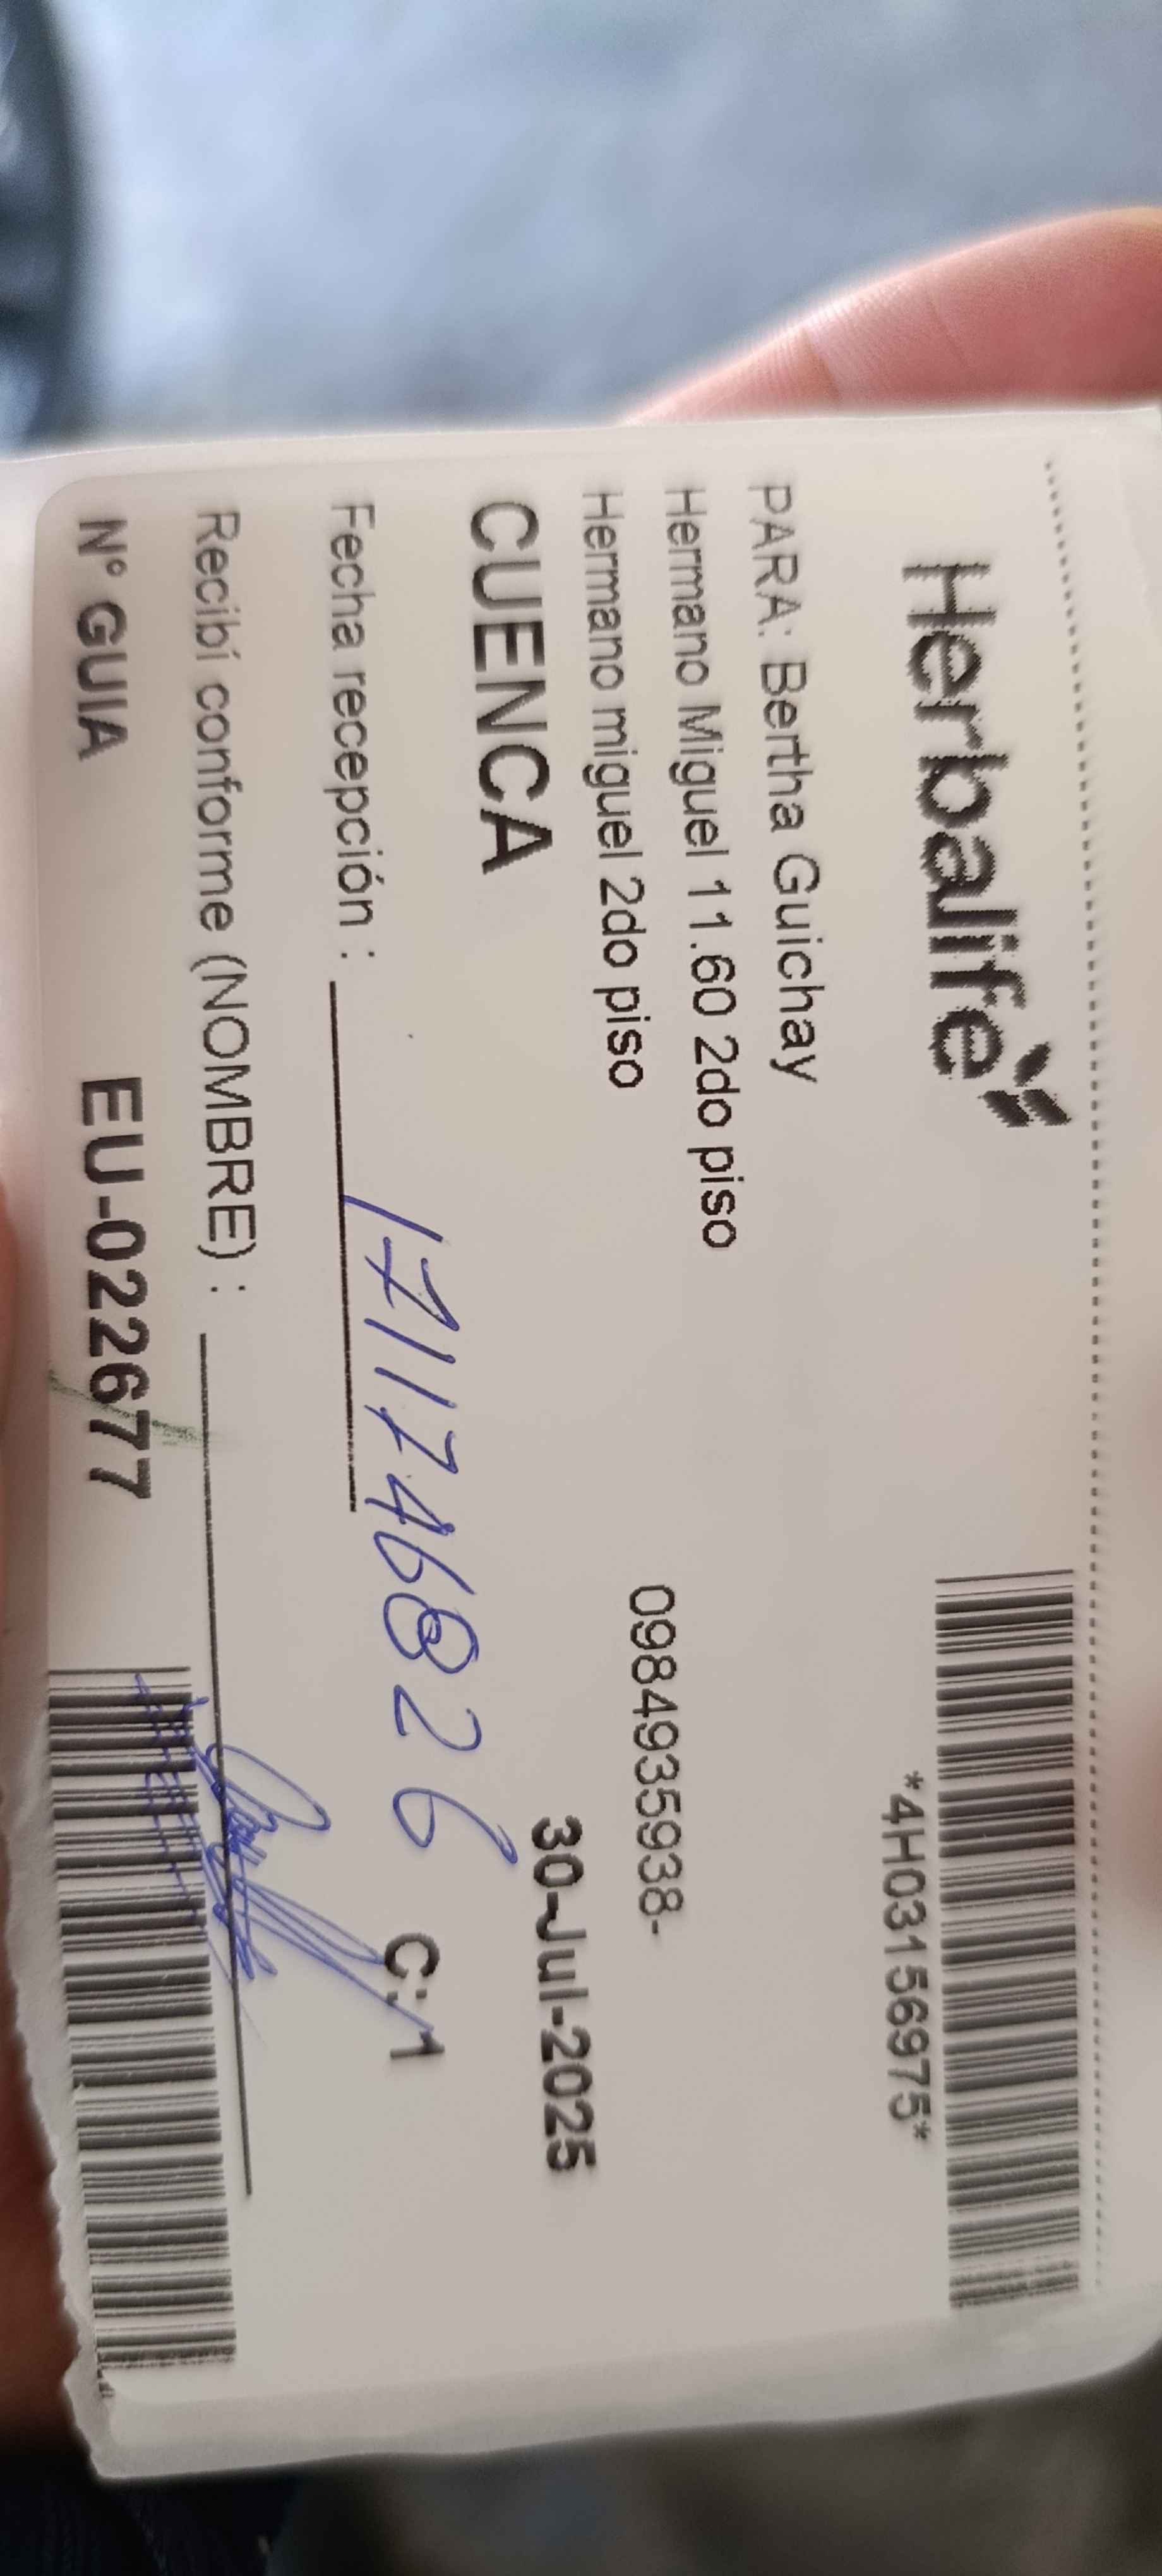 Herbalife
*4H03156975*
PARA: Bertha Guichay
Hermano Miguel 11.60 2do piso
Hermano miguel 2do piso
0984935938-
CUENCA
30-Jul-2025
Fecha recepción :
1711746826
C:1
Recibí conforme (NOMBRE) :
N° GUIA
EU-022677